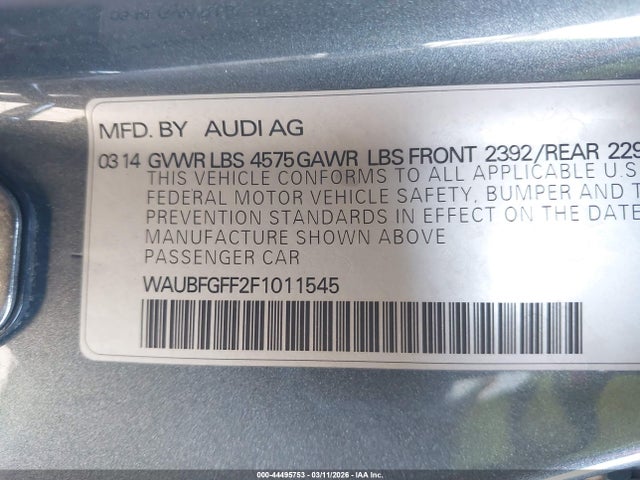 MFD. BY AUDI AG
03 14 GVWR LBS 4575 GAWR LBS FRONT 2392/REAR 229
THIS VEHICLE CONFORMS TO ALL APPLICABLE U.S.
FEDERAL MOTOR VEHICLE SAFETY, BUMPER AND T
PREVENTION STANDARDS IN EFFECT ON THE DATE
MANUFACTURE SHOWN ABOVE
PASSENGER CAR
WAUBFGFF2F1011545
000-44495753 - 03/11/2026 - IAA Inc.